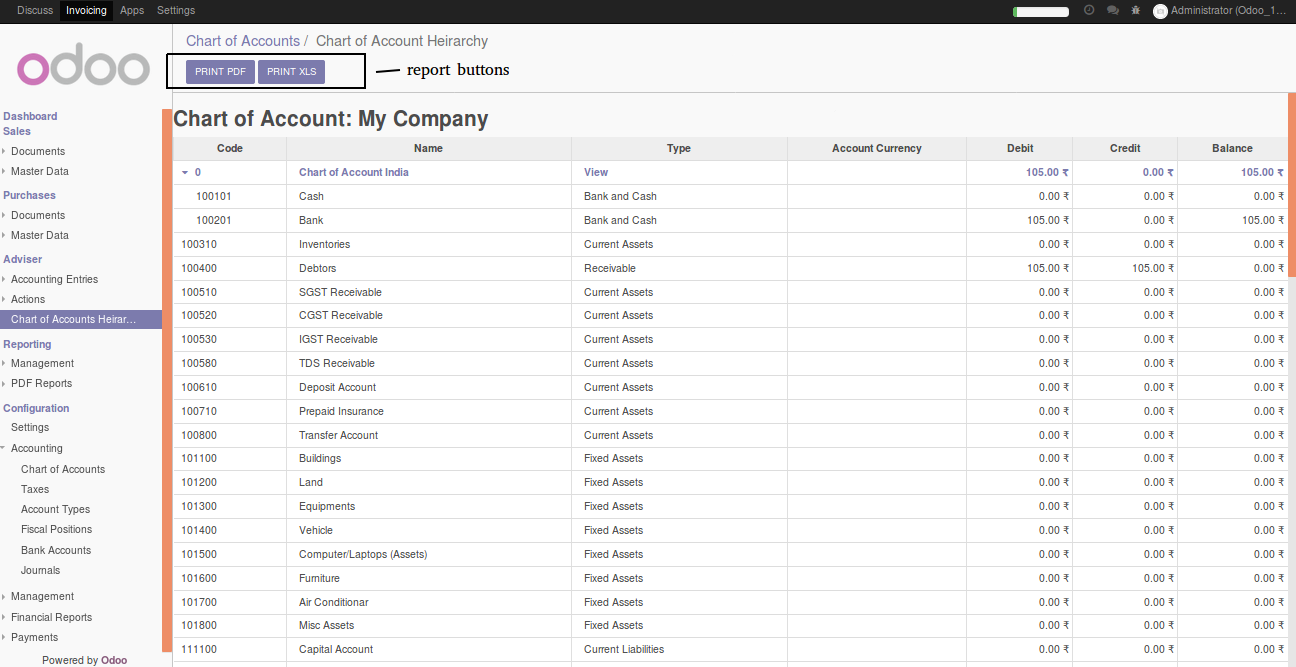 Discuss Invoicing Apps Settings Administrator (Odoo_1...
odoo
Chart of Accounts / Chart of Account Heirarchy
PRINT PDF PRINT XLS report buttons
Dashboard
Sales
Documents
Master Data
Purchases
Documents
Master Data
Adviser
Accounting Entries
Actions
Chart of Accounts Heirar...
Reporting
Management
PDF Reports
Configuration
Settings
Accounting
Chart of Accounts
Taxes
Account Types
Fiscal Positions
Bank Accounts
Journals
Management
Financial Reports
Payments
Powered by Odoo
Chart of Account: My Company
Code Name Type Account Currency Debit Credit Balance
0 Chart of Account India View 105.00 ₹ 0.00 ₹ 105.00 ₹
100101 Cash Bank and Cash 0.00 ₹ 0.00 ₹ 0.00 ₹
100201 Bank Bank and Cash 105.00 ₹ 0.00 ₹ 105.00 ₹
100310 Inventories Current Assets 0.00 ₹ 0.00 ₹ 0.00 ₹
100400 Debtors Receivable 105.00 ₹ 105.00 ₹ 0.00 ₹
100510 SGST Receivable Current Assets 0.00 ₹ 0.00 ₹ 0.00 ₹
100520 CGST Receivable Current Assets 0.00 ₹ 0.00 ₹ 0.00 ₹
100530 IGST Receivable Current Assets 0.00 ₹ 0.00 ₹ 0.00 ₹
100580 TDS Receivable Current Assets 0.00 ₹ 0.00 ₹ 0.00 ₹
100610 Deposit Account Current Assets 0.00 ₹ 0.00 ₹ 0.00 ₹
100710 Prepaid Insurance Current Assets 0.00 ₹ 0.00 ₹ 0.00 ₹
100800 Transfer Account Current Assets 0.00 ₹ 0.00 ₹ 0.00 ₹
101100 Buildings Fixed Assets 0.00 ₹ 0.00 ₹ 0.00 ₹
101200 Land Fixed Assets 0.00 ₹ 0.00 ₹ 0.00 ₹
101300 Equipments Fixed Assets 0.00 ₹ 0.00 ₹ 0.00 ₹
101400 Vehicle Fixed Assets 0.00 ₹ 0.00 ₹ 0.00 ₹
101500 Computer/Laptops (Assets) Fixed Assets 0.00 ₹ 0.00 ₹ 0.00 ₹
101600 Furniture Fixed Assets 0.00 ₹ 0.00 ₹ 0.00 ₹
101700 Air Conditionar Fixed Assets 0.00 ₹ 0.00 ₹ 0.00 ₹
101800 Misc Assets Fixed Assets 0.00 ₹ 0.00 ₹ 0.00 ₹
111100 Capital Account Current Liabilities 0.00 ₹ 0.00 ₹ 0.00 ₹